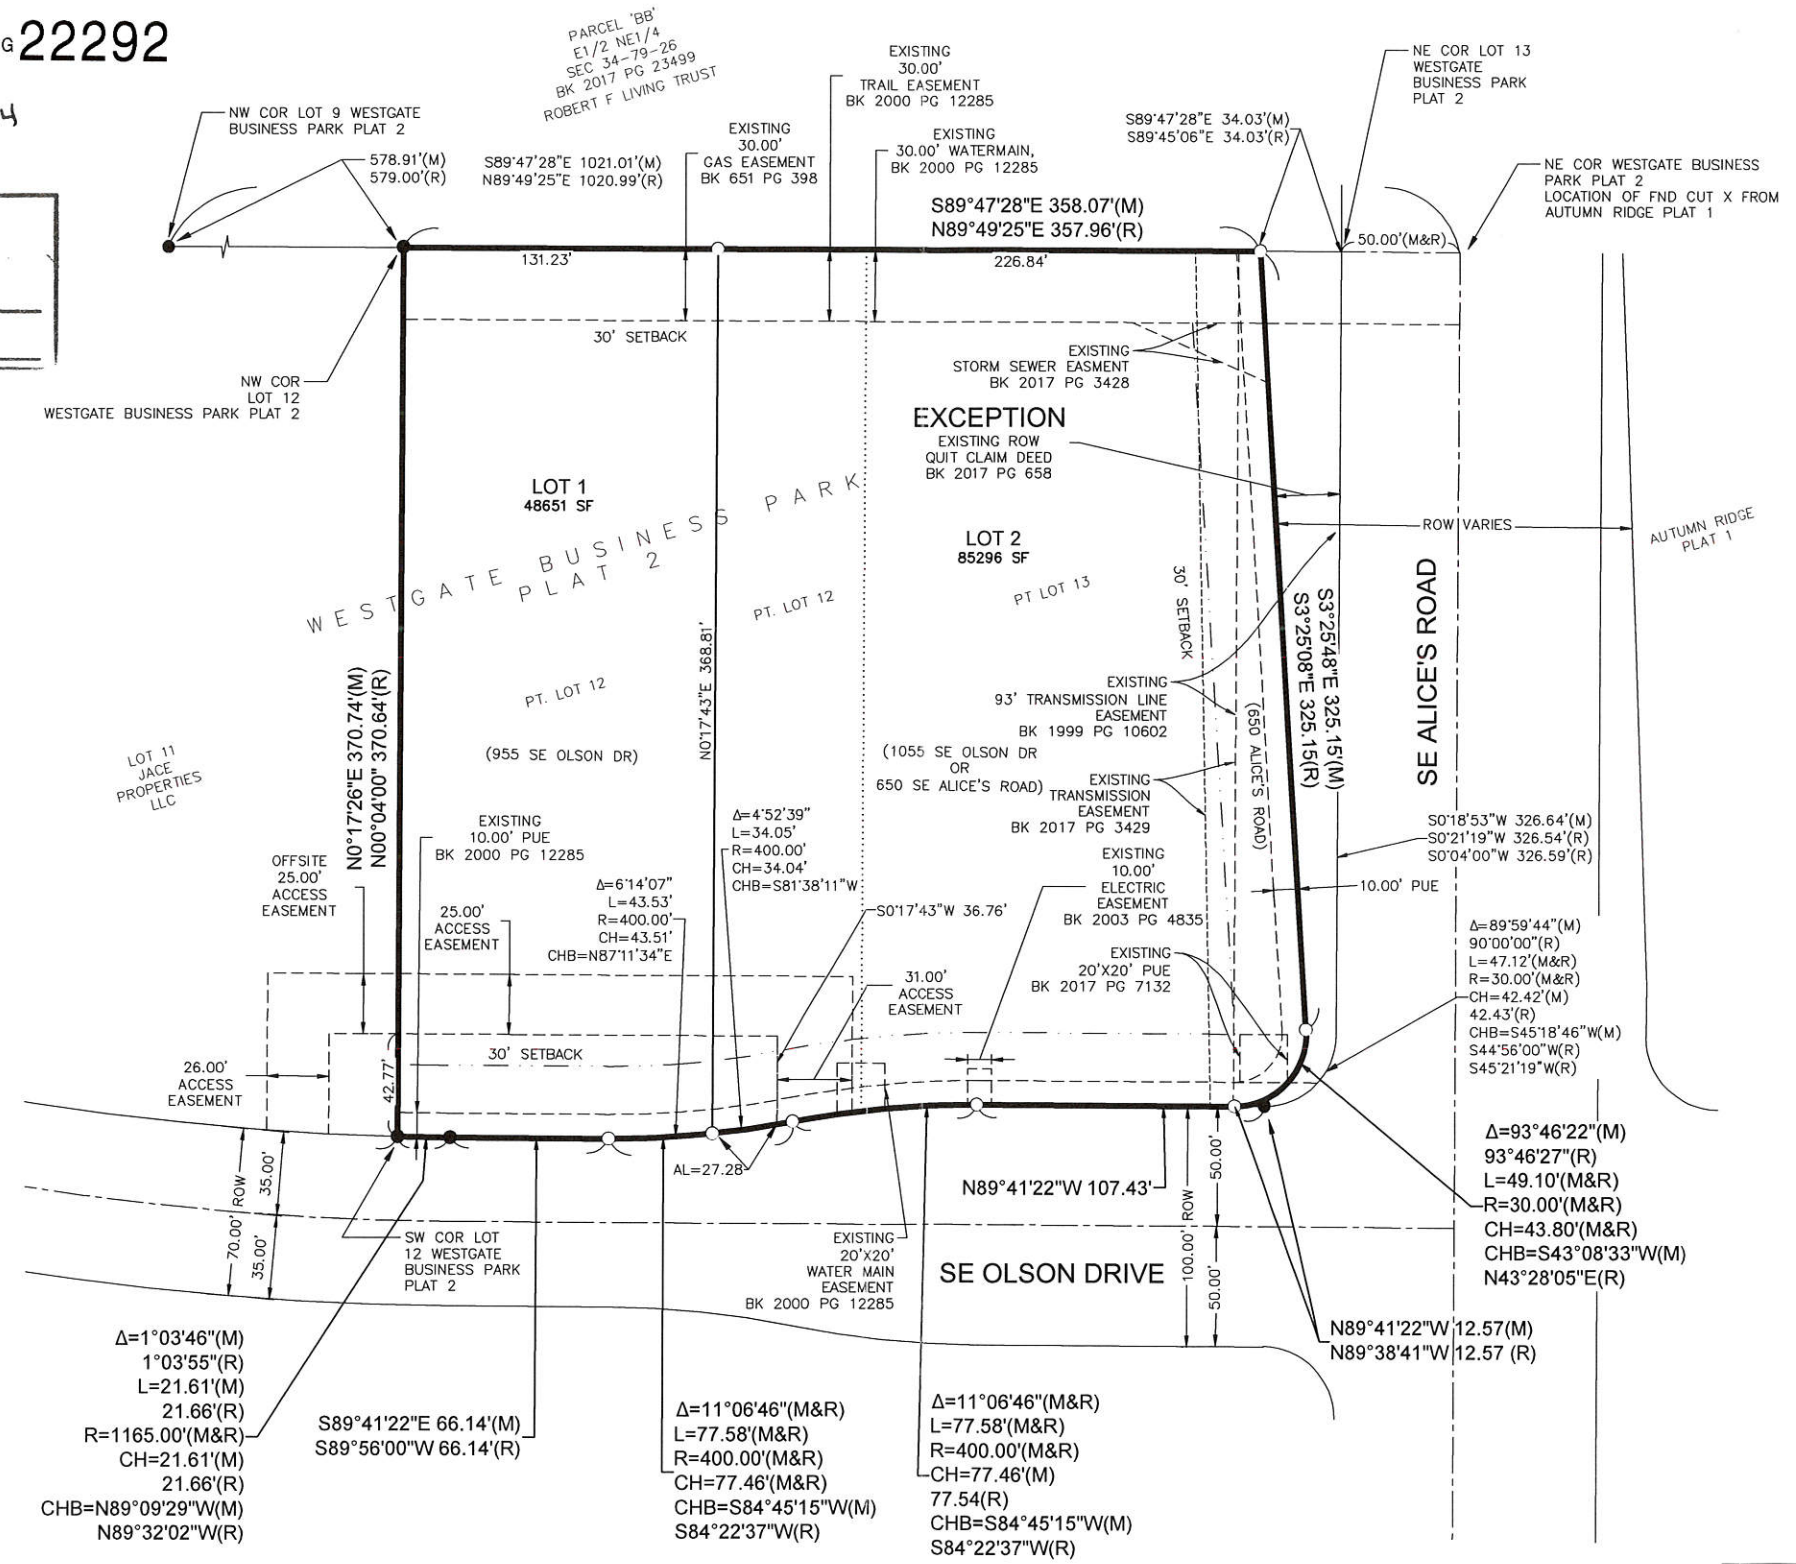 G 22292
4
PARCEL 'BB'
E1/2 NE1/4
SEC 34-79-26
BK 2017 PG 23499
ROBERT F LIVING TRUST
NW COR LOT 9 WESTGATE
BUSINESS PARK PLAT 2
578.91'(M)
579.00'(R)
S89°47'28"E 1021.01'(M)
N89°49'25"E 1020.99'(R)
EXISTING
30.00'
GAS EASEMENT
BK 651 PG 398
EXISTING
30.00'
TRAIL EASEMENT
BK 2000 PG 12285
EXISTING
30.00' WATERMAIN,
BK 2000 PG 12285
S89°47'28"E 358.07'(M)
N89°49'25"E 357.96'(R)
S89°47'28"E 34.03'(M)
S89°45'06"E 34.03'(R)
NE COR LOT 13
WESTGATE
BUSINESS PARK
PLAT 2
NE COR WESTGATE BUSINESS
PARK PLAT 2
LOCATION OF FND CUT X FROM
AUTUMN RIDGE PLAT 1
50.00'(M&R)
131.23'
226.84'
30' SETBACK
NW COR
LOT 12
WESTGATE BUSINESS PARK PLAT 2
EXISTING
STORM SEWER EASMENT
BK 2017 PG 3428
EXCEPTION
EXISTING ROW
QUIT CLAIM DEED
BK 2017 PG 658
LOT 1
48651 SF
LOT 2
85296 SF
WESTGATE BUSINESS PARK
PLAT 2
PT. LOT 12
PT LOT 13
PT. LOT 12
ROW VARIES
AUTUMN RIDGE
PLAT 1
30' SETBACK
S3°25'48"E 325.15'(M)
S3°25'08"E 325.15(R)
SE ALICE'S ROAD
N0°17'43"E 368.81'
N0°17'26"E 370.74'(M)
N00°04'00" 370.64'(R)
LOT 11
JACE
PROPERTIES
LLC
(955 SE OLSON DR)
(1055 SE OLSON DR
OR
650 SE ALICE'S ROAD)
EXISTING
93' TRANSMISSION LINE
EASEMENT
BK 1999 PG 10602
(650 ALICE'S ROAD)
EXISTING
TRANSMISSION
EASEMENT
BK 2017 PG 3429
S0°18'53"W 326.64'(M)
S0°21'19"W 326.54'(R)
S0°04'00"W 326.59'(R)
10.00' PUE
EXISTING
10.00' PUE
BK 2000 PG 12285
Δ=4°52'39"
L=34.05'
R=400.00'
CH=34.04'
CHB=S81°38'11"W
EXISTING
10.00'
ELECTRIC
EASEMENT
BK 2003 PG 4835
OFFSITE
25.00'
ACCESS
EASEMENT
25.00'
ACCESS
EASEMENT
Δ=6°14'07"
L=43.53'
R=400.00'
CH=43.51'
CHB=N87°11'34"E
S0°17'43"W 36.76'
31.00'
ACCESS
EASEMENT
EXISTING
20'X20' PUE
BK 2017 PG 7132
Δ=89°59'44"(M)
90°00'00"(R)
L=47.12'(M&R)
R=30.00'(M&R)
CH=42.42'(M)
42.43'(R)
CHB=S45°18'46"W(M)
S44°56'00"W(R)
S45°21'19"W(R)
26.00'
ACCESS
EASEMENT
42.77'
30' SETBACK
AL=27.28
70.00' ROW
35.00'
35.00'
SW COR LOT
12 WESTGATE
BUSINESS PARK
PLAT 2
EXISTING
20'X20'
WATER MAIN
EASEMENT
BK 2000 PG 12285
N89°41'22"W 107.43'
SE OLSON DRIVE
100.00' ROW
50.00'
50.00'
Δ=93°46'22"(M)
93°46'27"(R)
L=49.10'(M&R)
R=30.00'(M&R)
CH=43.80'(M&R)
CHB=S43°08'33"W(M)
N43°28'05"E(R)
N89°41'22"W 12.57(M)
N89°38'41"W 12.57 (R)
Δ=1°03'46"(M)
1°03'55"(R)
L=21.61'(M)
21.66'(R)
R=1165.00'(M&R)
CH=21.61'(M)
21.66'(R)
CHB=N89°09'29"W(M)
N89°32'02"W(R)
S89°41'22"E 66.14'(M)
S89°56'00"W 66.14'(R)
Δ=11°06'46"(M&R)
L=77.58'(M&R)
R=400.00'(M&R)
CH=77.46'(M&R)
CHB=S84°45'15"W(M)
S84°22'37"W(R)
Δ=11°06'46"(M&R)
L=77.58'(M&R)
R=400.00'(M&R)
CH=77.46'(M)
77.54(R)
CHB=S84°45'15"W(M)
S84°22'37"W(R)